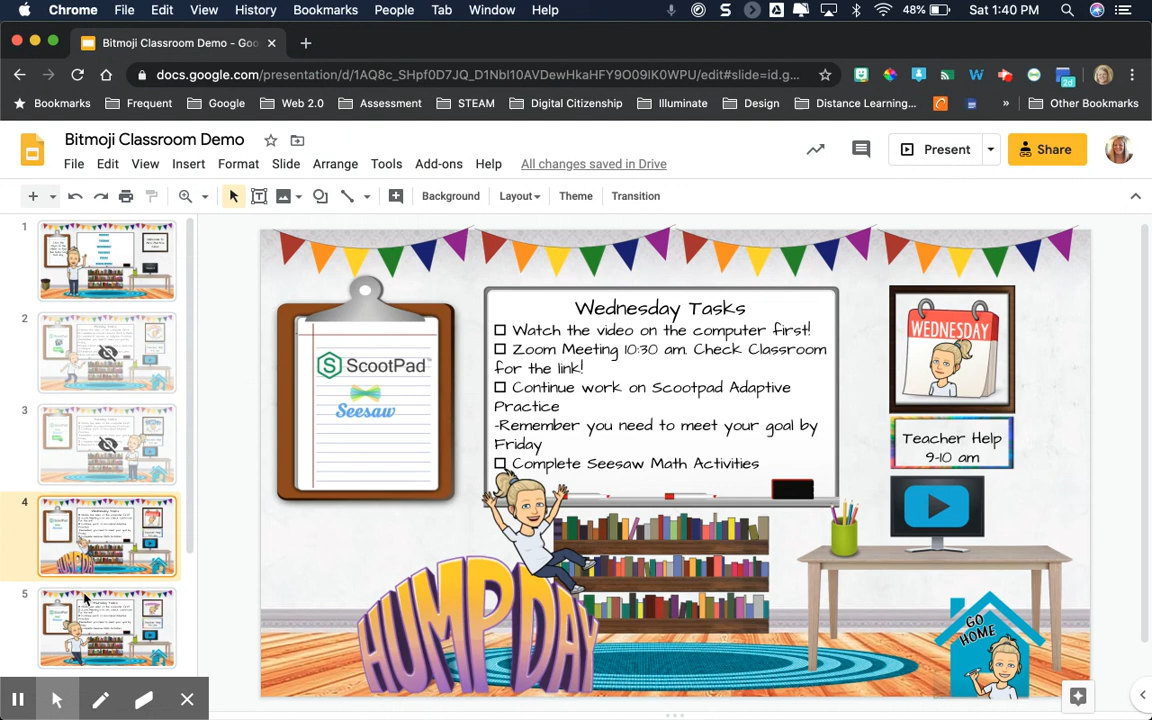 Chrome File Edit View History Bookmarks People Tab Window Help 48% Sat 1:40 PM
Bitmoji Classroom Demo - Goo
docs.google.com/presentation/d/1AQ8c_SHpf0D7JQ_D1Nbl10AVDewHkaHFY9O09IK0WPU/edit#slide=id.g...
2d
Bookmarks Frequent Google Web 2.0 Assessment STEAM Digital Citizenship Illuminate Design Distance Learning... » Other Bookmarks
Bitmoji Classroom Demo
File Edit View Insert Format Slide Arrange Tools Add-ons Help All changes saved in Drive
Present Share
Background Layout Theme Transition
1
2
3
4
5
ScootPad
Seesaw
Wednesday Tasks
Watch the video on the computer first!
Zoom Meeting 10:30 am. Check Classroom
for the link!
Continue work on Scootpad Adaptive
Practice
-Remember you need to meet your goal by
Friday
Complete Seesaw Math Activities
WEDNESDAY
Teacher Help
9-10 am
HUMP DAY
GO
HOME